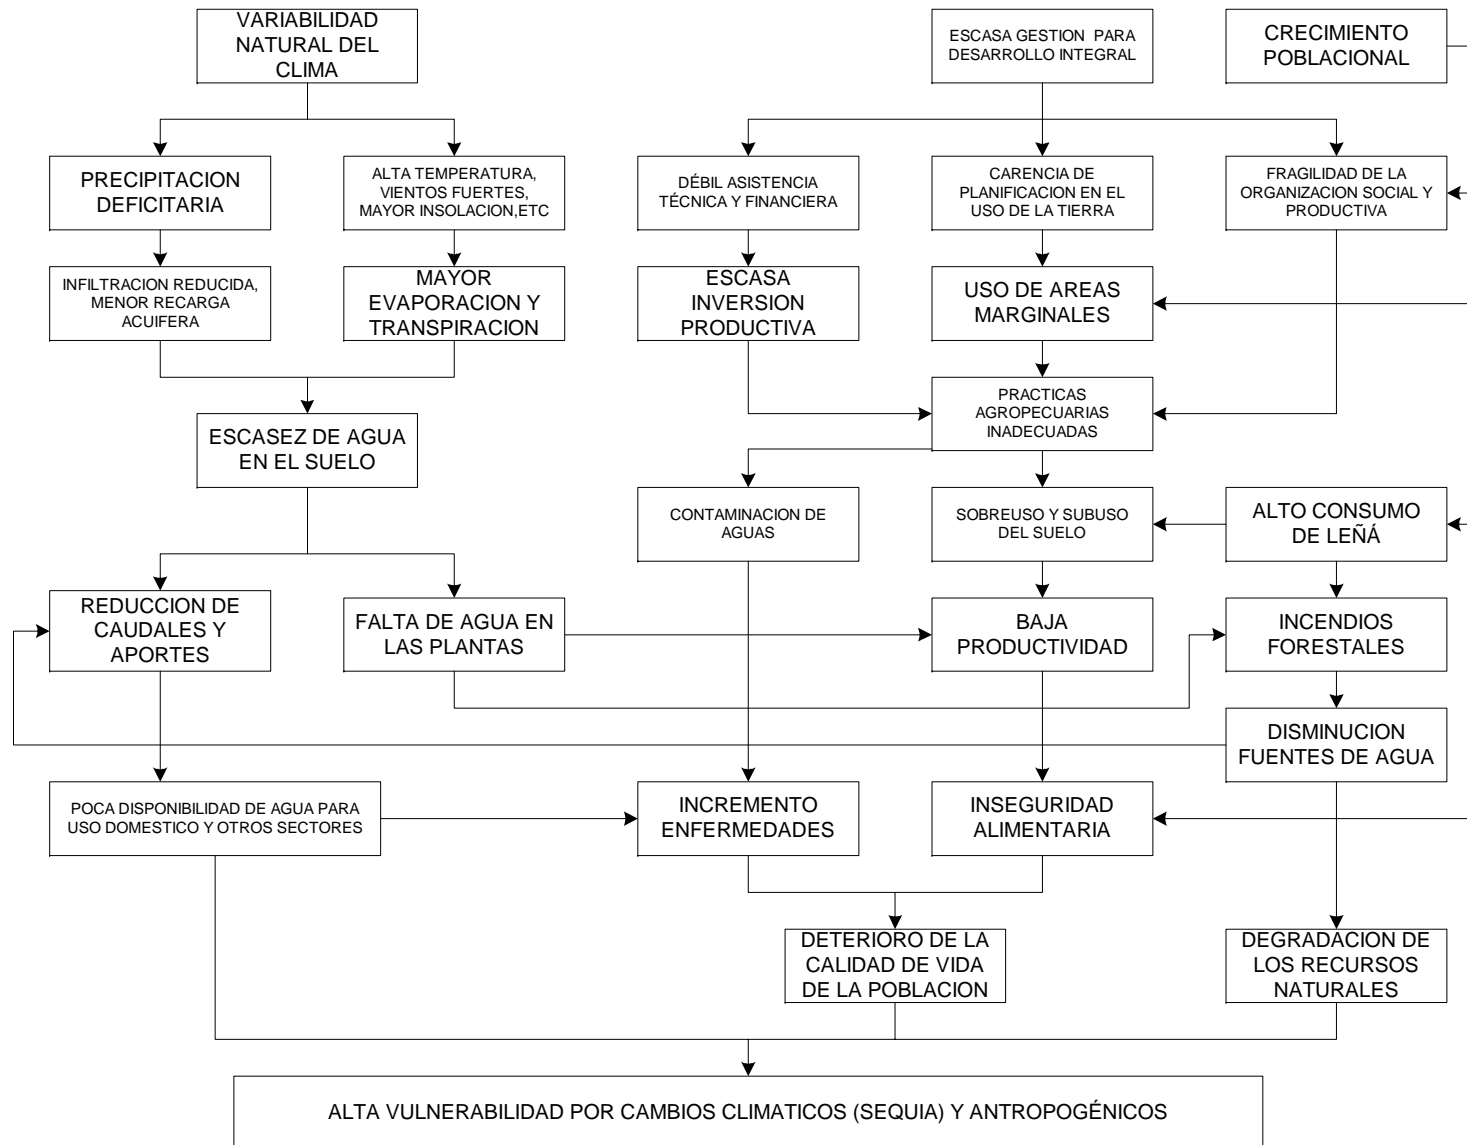 VARIABILIDAD
NATURAL DEL
CLIMA
ESCASA GESTION PARA
DESARROLLO INTEGRAL
CRECIMIENTO
POBLACIONAL
PRECIPITACION
DEFICITARIA
ALTA TEMPERATURA,
VIENTOS FUERTES,
MAYOR INSOLACION,ETC
DÉBIL ASISTENCIA
TÉCNICA Y FINANCIERA
CARENCIA DE
PLANIFICACION EN EL
USO DE LA TIERRA
FRAGILIDAD DE LA
ORGANIZACION SOCIAL Y
PRODUCTIVA
INFILTRACION REDUCIDA,
MENOR RECARGA
ACUIFERA
MAYOR
EVAPORACION Y
TRANSPIRACION
ESCASA
INVERSION
PRODUCTIVA
USO DE AREAS
MARGINALES
PRACTICAS
AGROPECUARIAS
INADECUADAS
ESCASEZ DE AGUA
EN EL SUELO
CONTAMINACION DE
AGUAS
SOBREUSO Y SUBUSO
DEL SUELO
ALTO CONSUMO
DE LEÑÁ
REDUCCION DE
CAUDALES Y
APORTES
FALTA DE AGUA EN
LAS PLANTAS
BAJA
PRODUCTIVIDAD
INCENDIOS
FORESTALES
DISMINUCION
FUENTES DE AGUA
POCA DISPONIBILIDAD DE AGUA PARA
USO DOMESTICO Y OTROS SECTORES
INCREMENTO
ENFERMEDADES
INSEGURIDAD
ALIMENTARIA
DETERIORO DE LA
CALIDAD DE VIDA
DE LA POBLACION
DEGRADACION DE
LOS RECURSOS
NATURALES
ALTA VULNERABILIDAD POR CAMBIOS CLIMATICOS (SEQUIA) Y ANTROPOGÉNICOS